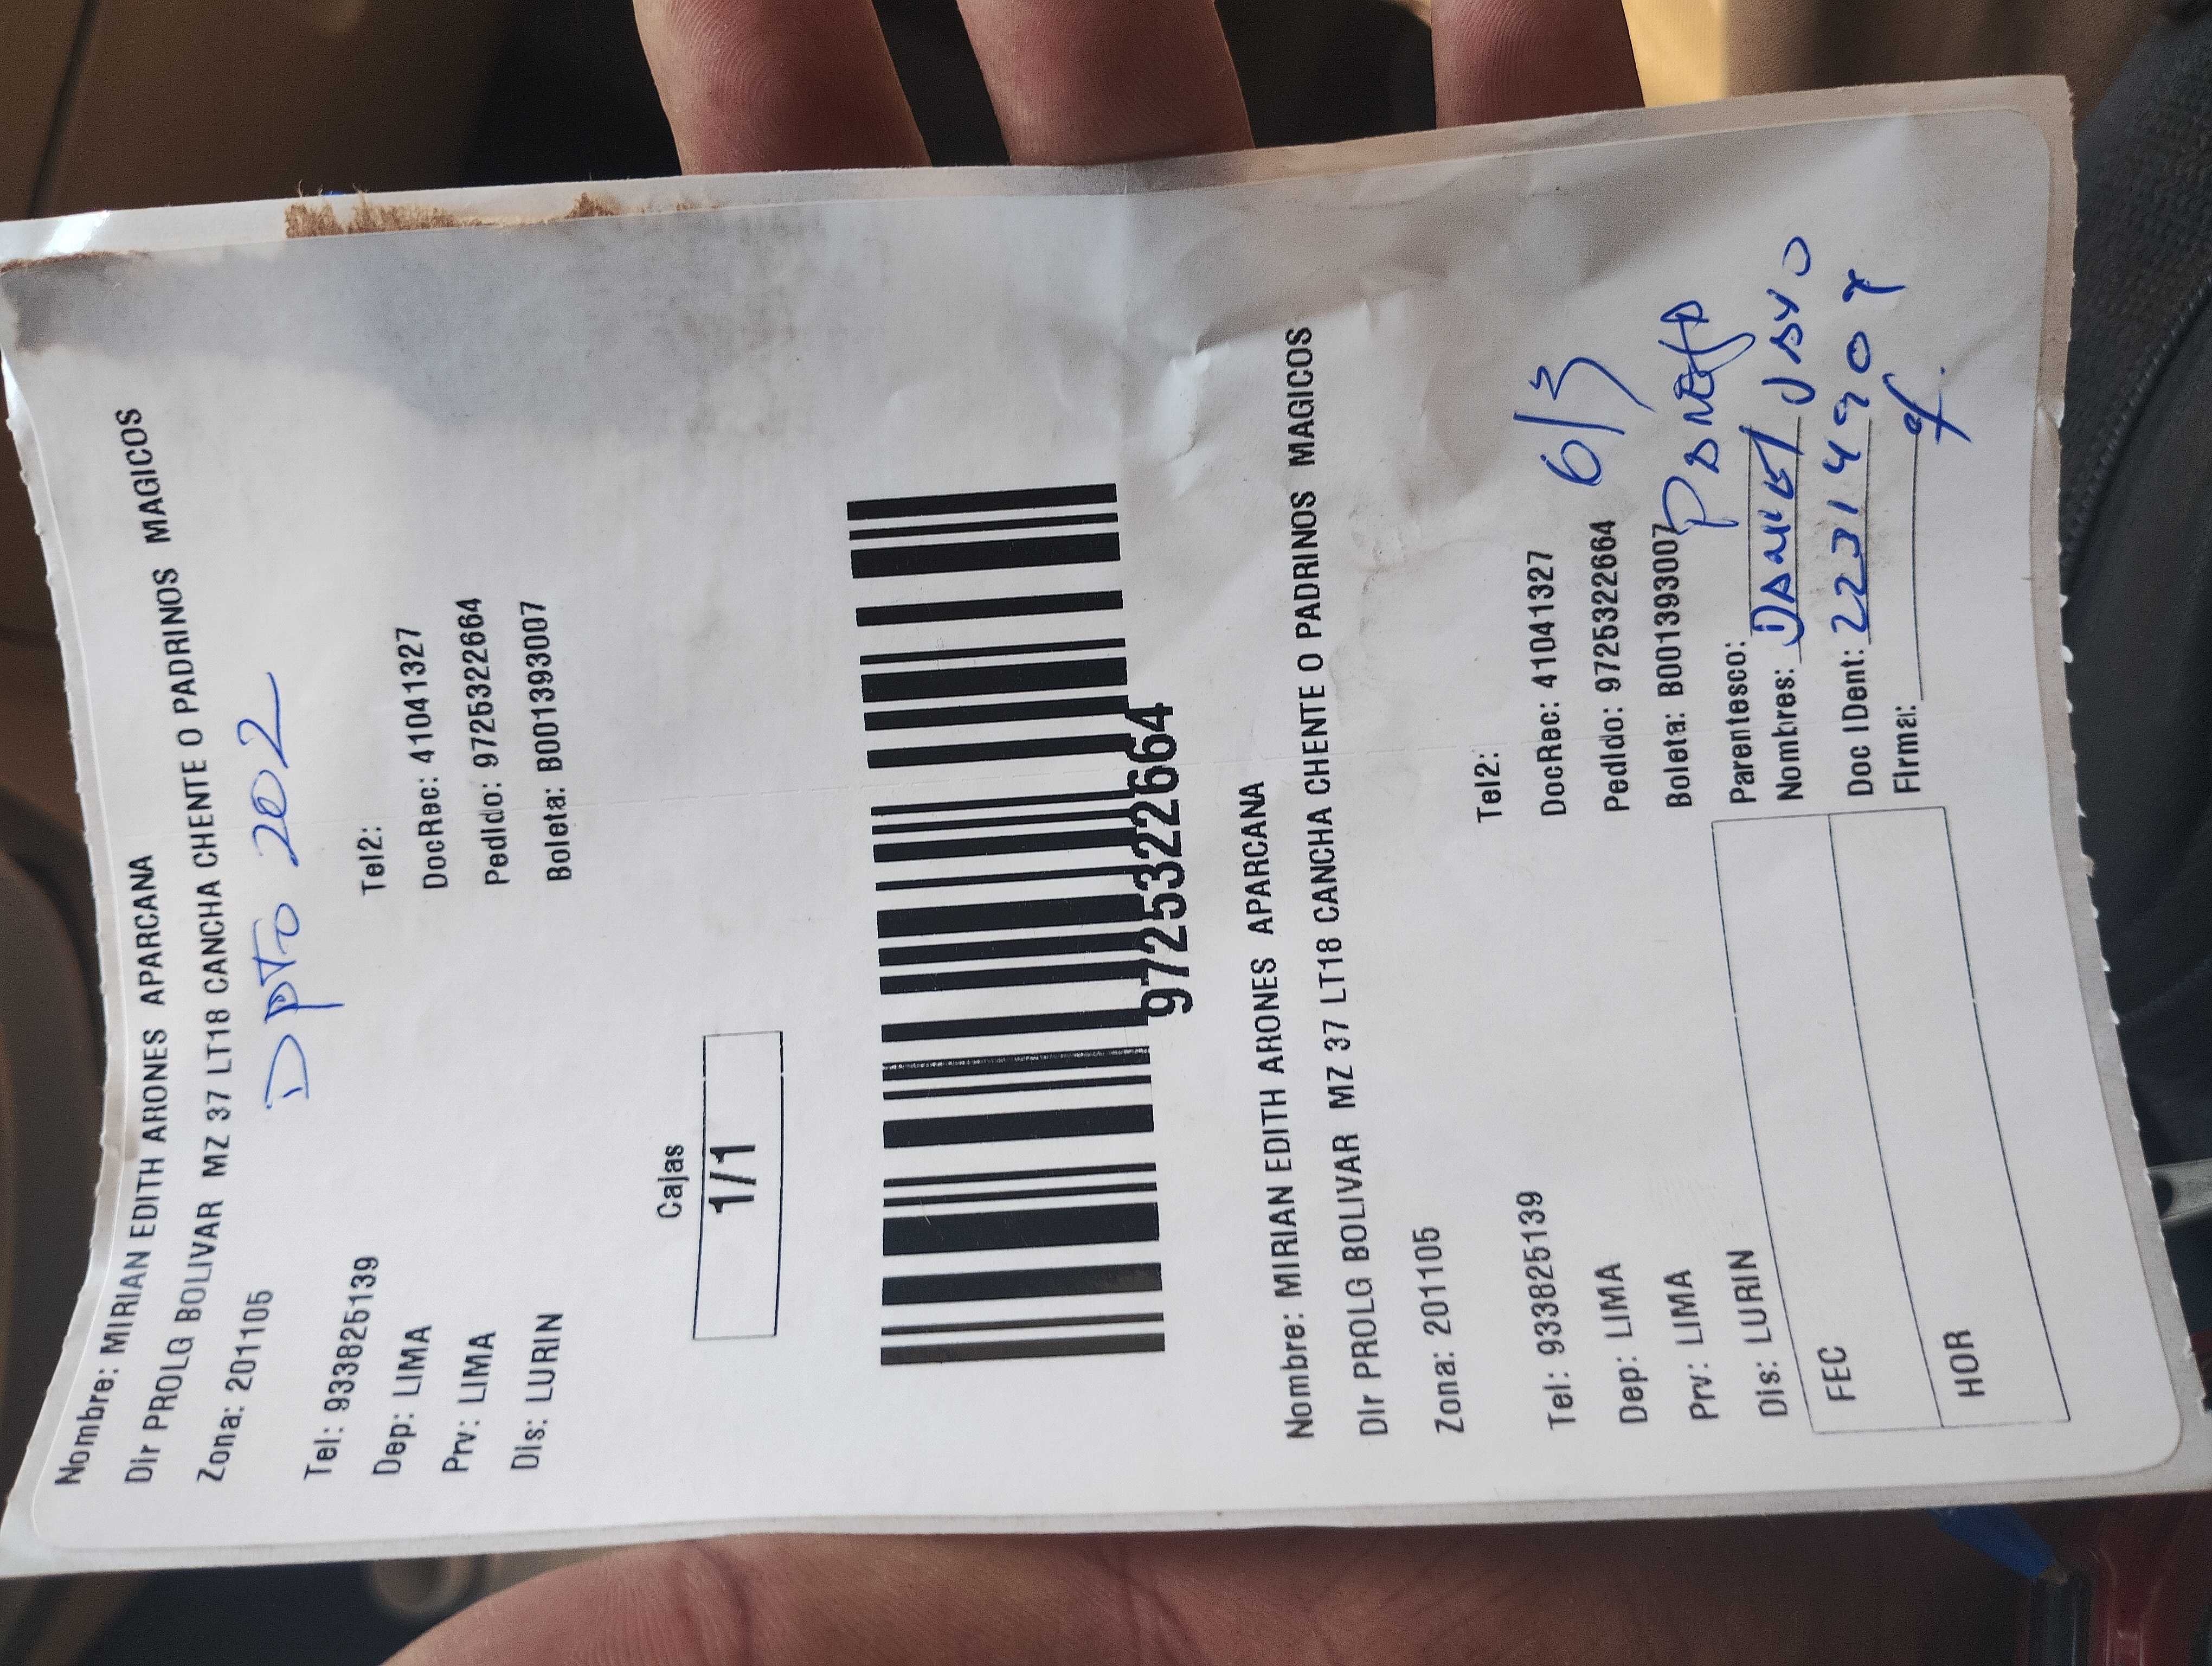 Nombre: MIRIAN EDITH ARONES APARCANA
Dir PROLG BOLIVAR MZ 37 LT18 CANCHA CHENTE O PADRINOS MAGICOS
Zona: 201105
DPTO 202
Tel: 933825139 Tel2:
Dep: LIMA DocRec: 41041327
Prv: LIMA Pedido: 9725322664
Dis: LURIN Boleta: B001393007
Cajas
1/1
9725322664
Nombre: MIRIAN EDITH ARONES APARCANA
Dir PROLG BOLIVAR MZ 37 LT18 CANCHA CHENTE O PADRINOS MAGICOS
Zona: 201105
Tel2:
Tel: 933825139 DocRec: 41041327 6/3
Dep: LIMA Pedido: 9725322664
Prv: LIMA Boleta: B001393007
Dis: LURIN Parentesco:
FEC Nombres:
Doc IDent:
HOR Firma: